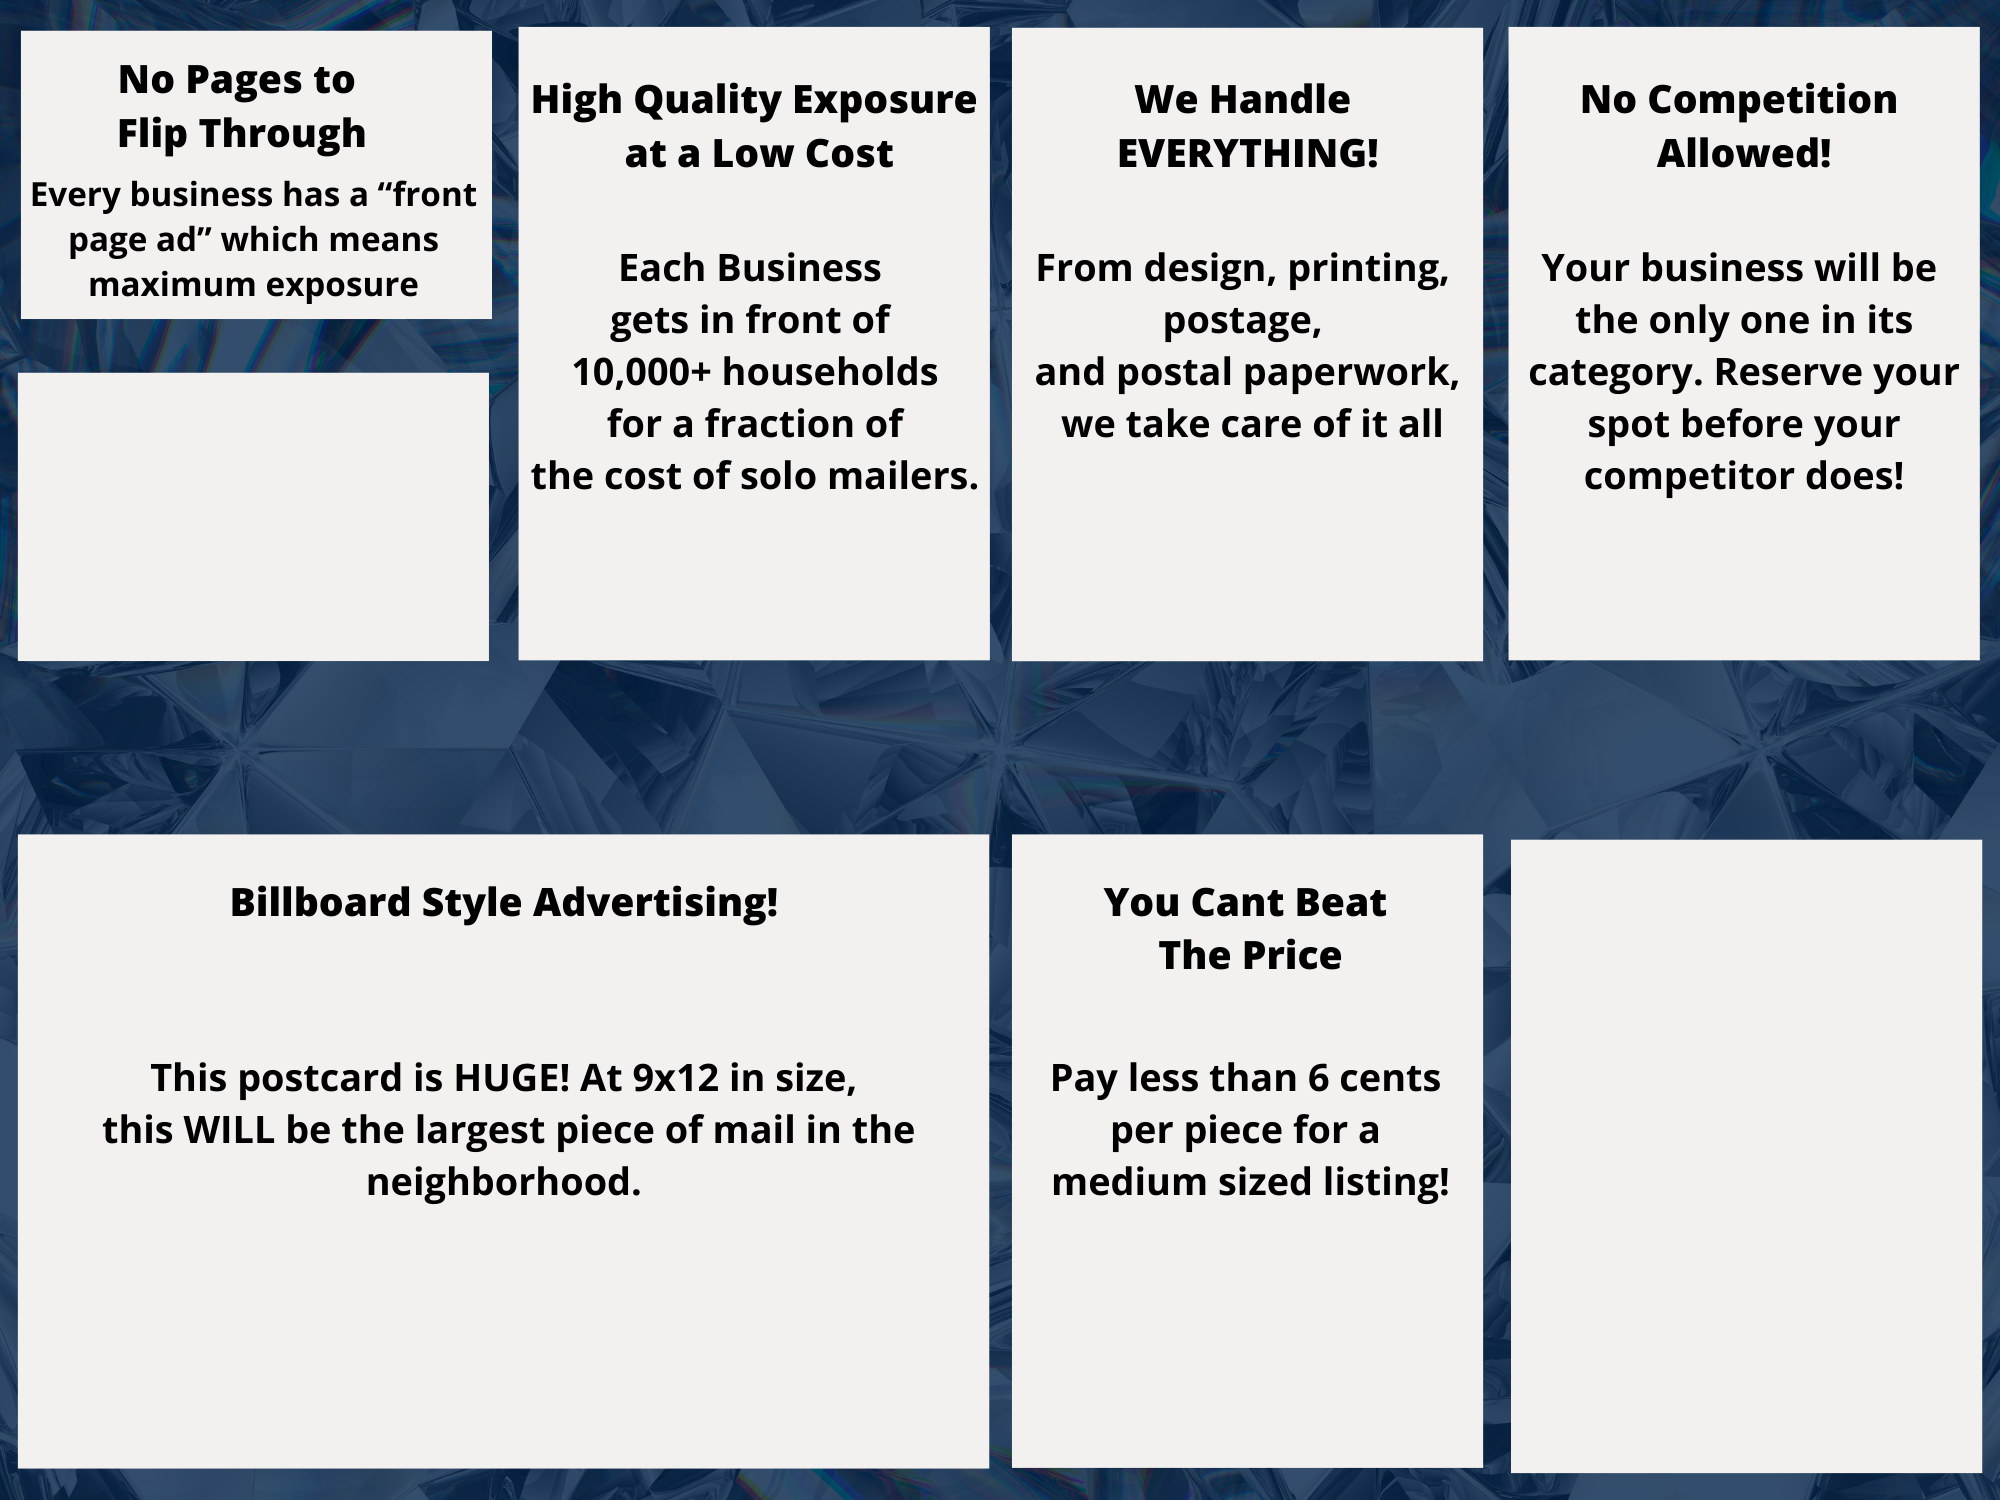 No Pages to
Flip Through
Every business has a “front
page ad” which means
maximum exposure
High Quality Exposure
at a Low Cost
Each Business
gets in front of
10,000+ households
for a fraction of
the cost of solo mailers.
We Handle
EVERYTHING!
From design, printing,
postage,
and postal paperwork,
we take care of it all
No Competition
Allowed!
Your business will be
the only one in its
category. Reserve your
spot before your
competitor does!
Billboard Style Advertising!
This postcard is HUGE! At 9x12 in size,
this WILL be the largest piece of mail in the
neighborhood.
You Cant Beat
The Price
Pay less than 6 cents
per piece for a
medium sized listing!